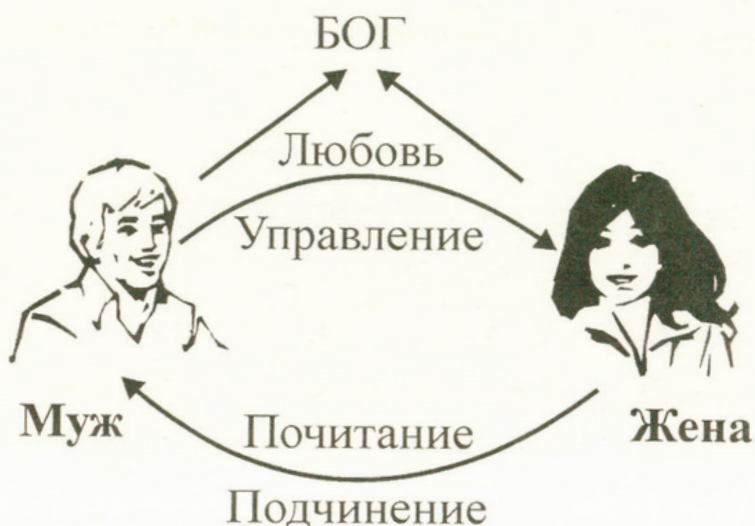 БОГ
Любовь
Управление
Муж
Жена
Почитание
Подчинение